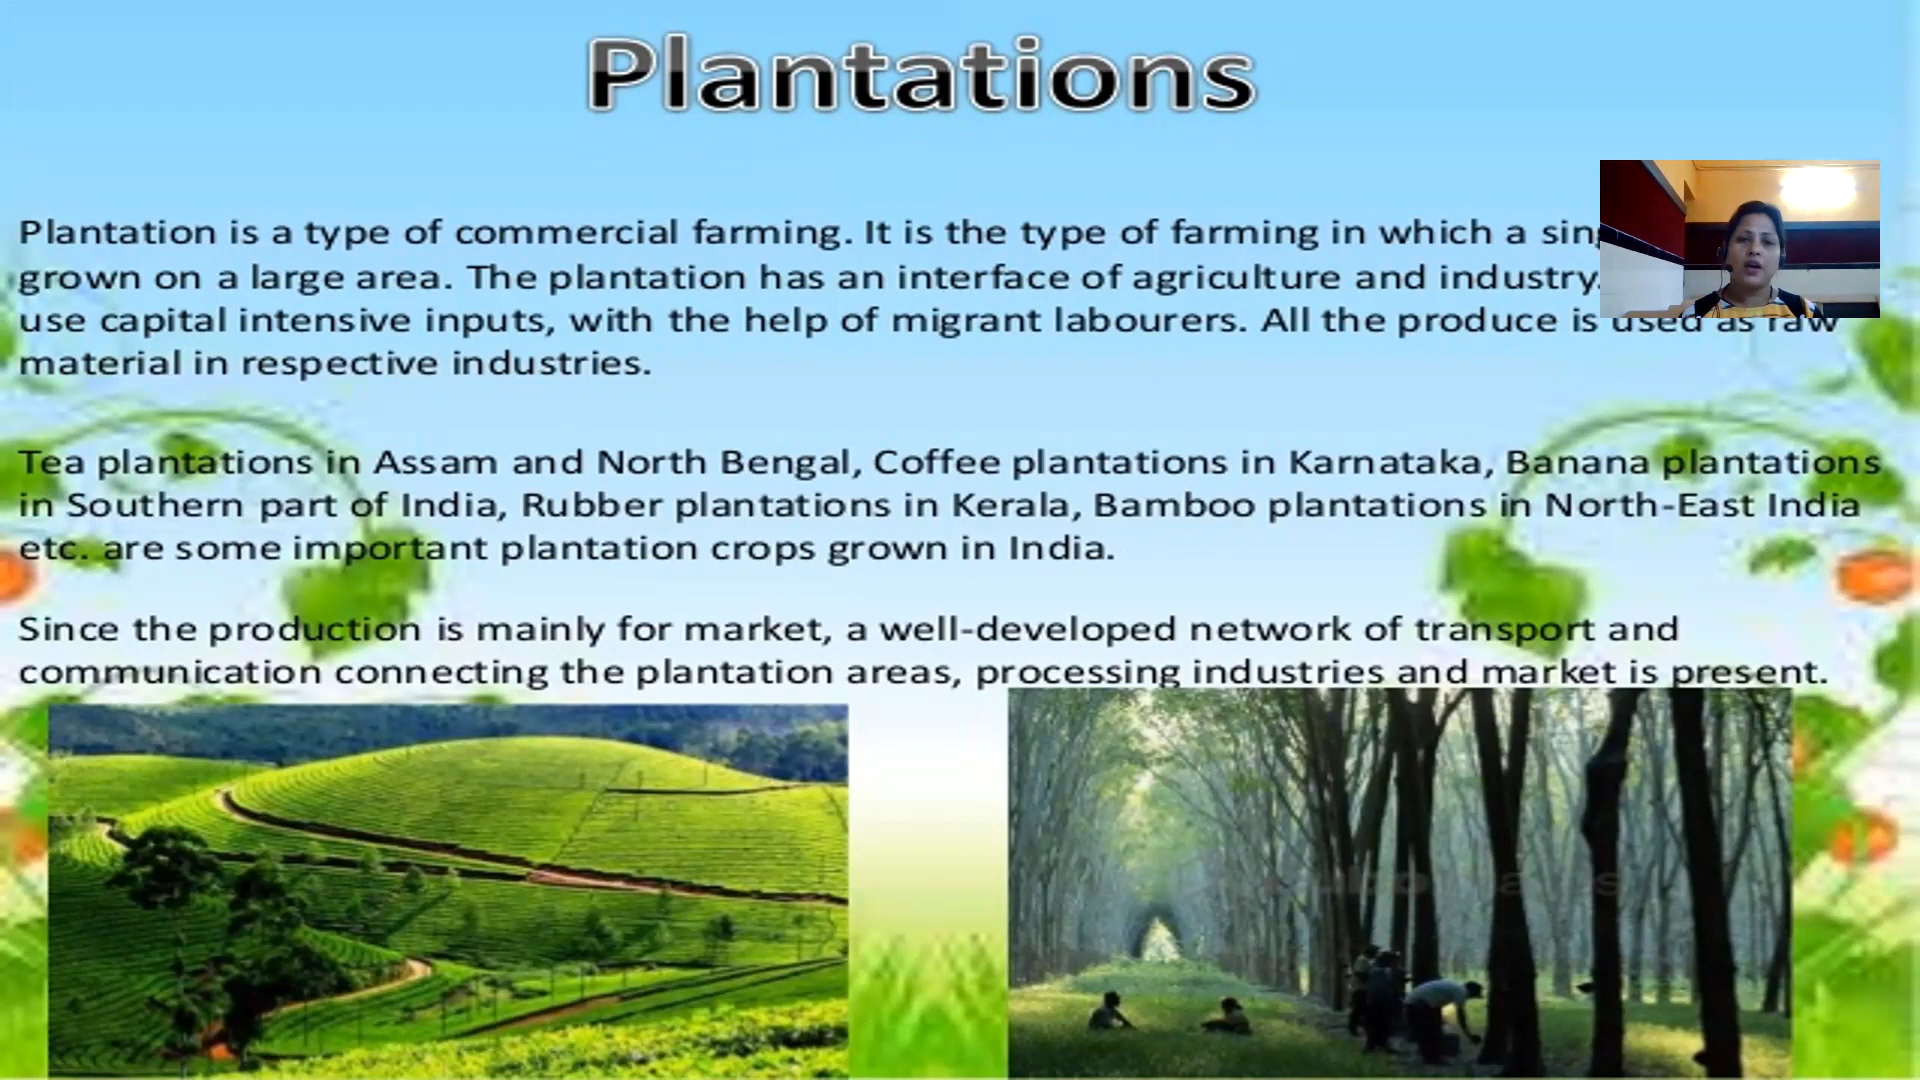 Plantations
Plantation is a type of commercial farming. It is the type of farming in which a
grown on a large area. The plantation has an interface of agriculture and industry.
use capital intensive inputs, with the help of migrant labourers. All the produce is used as raw
material in respective industries.
Tea plantations in Assam and North Bengal, Coffee plantations in Karnataka, Banana plantations
in Southern part of India, Rubber plantations in Kerala, Bamboo plantations in North-East India
etc. are some important plantation crops grown in India.
Since the production is mainly for market, a well-developed network of transport and
communication connecting the plantation areas, processing industries and market is present.